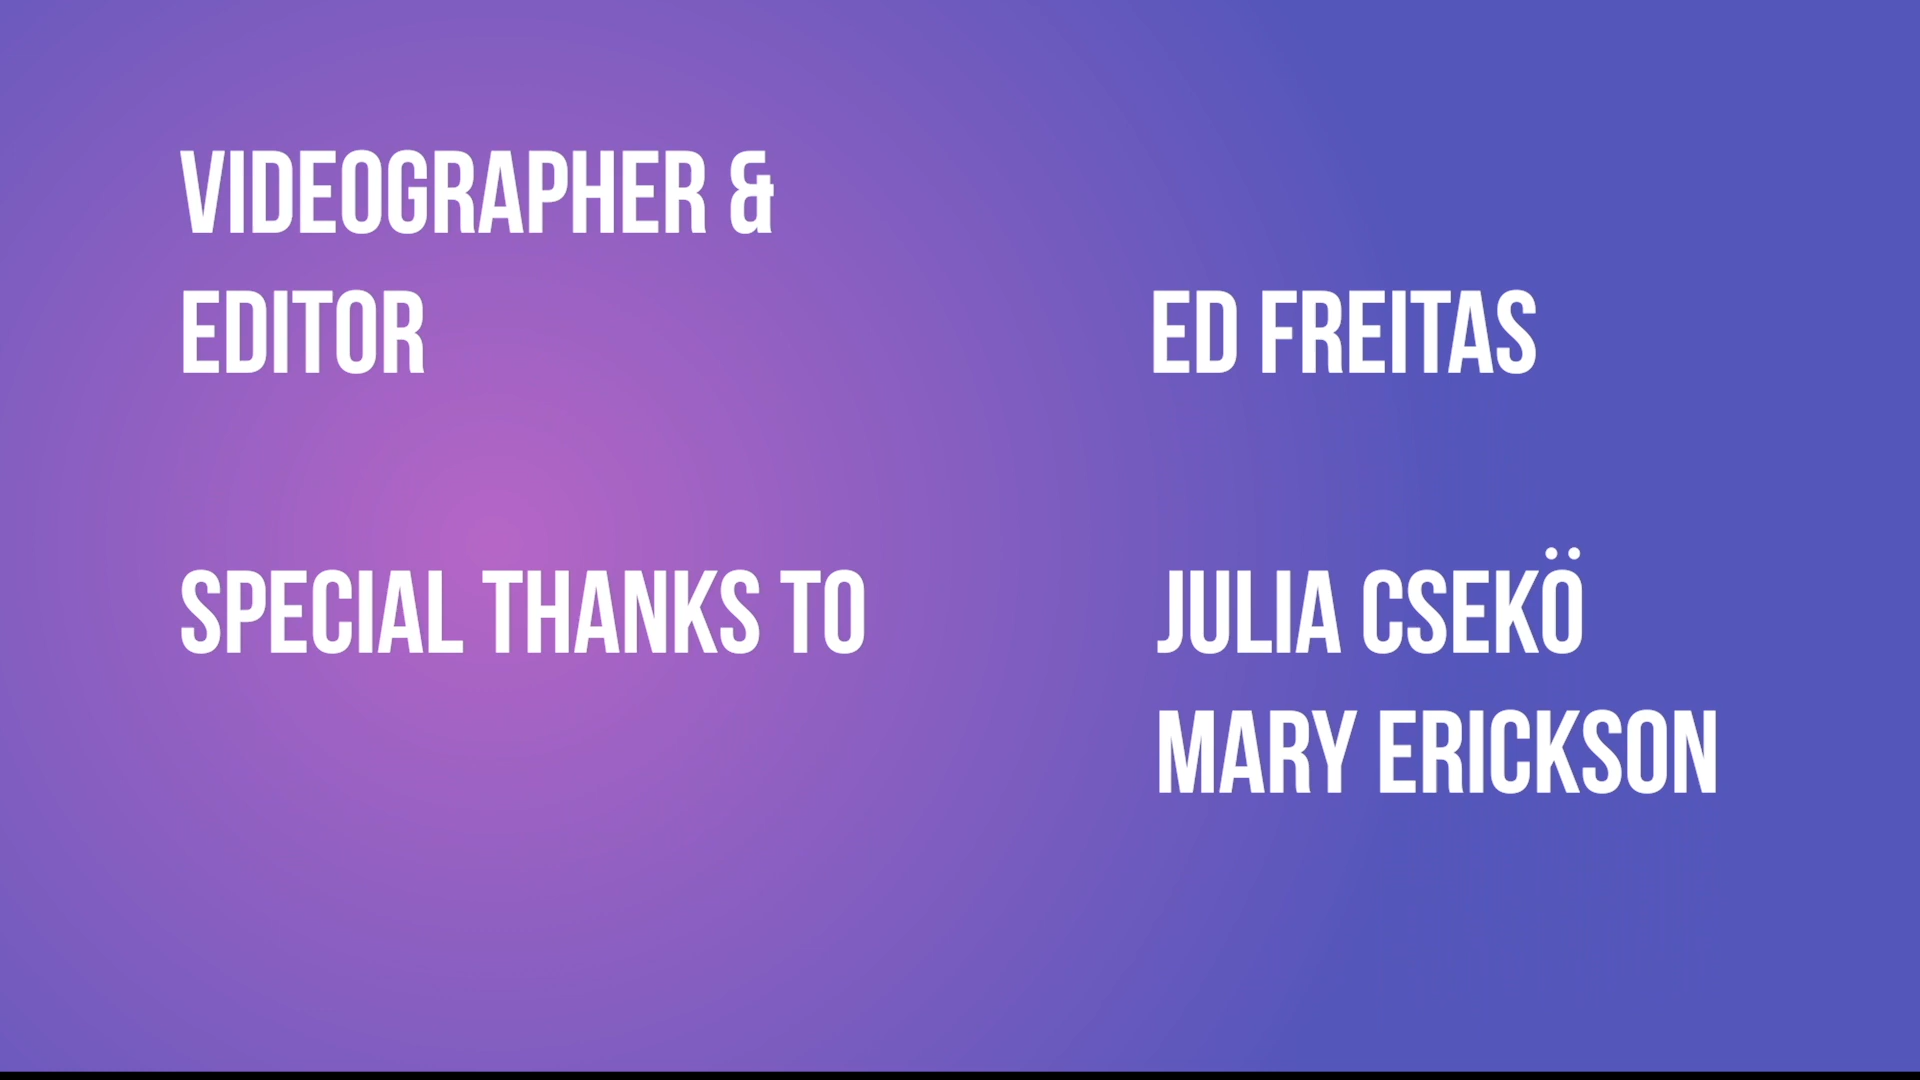 VIDEOGRAPHER &
EDITOR
ED FREITAS
SPECIAL THANKS TO
JULIA CSEKÖ
MARY ERICKSON